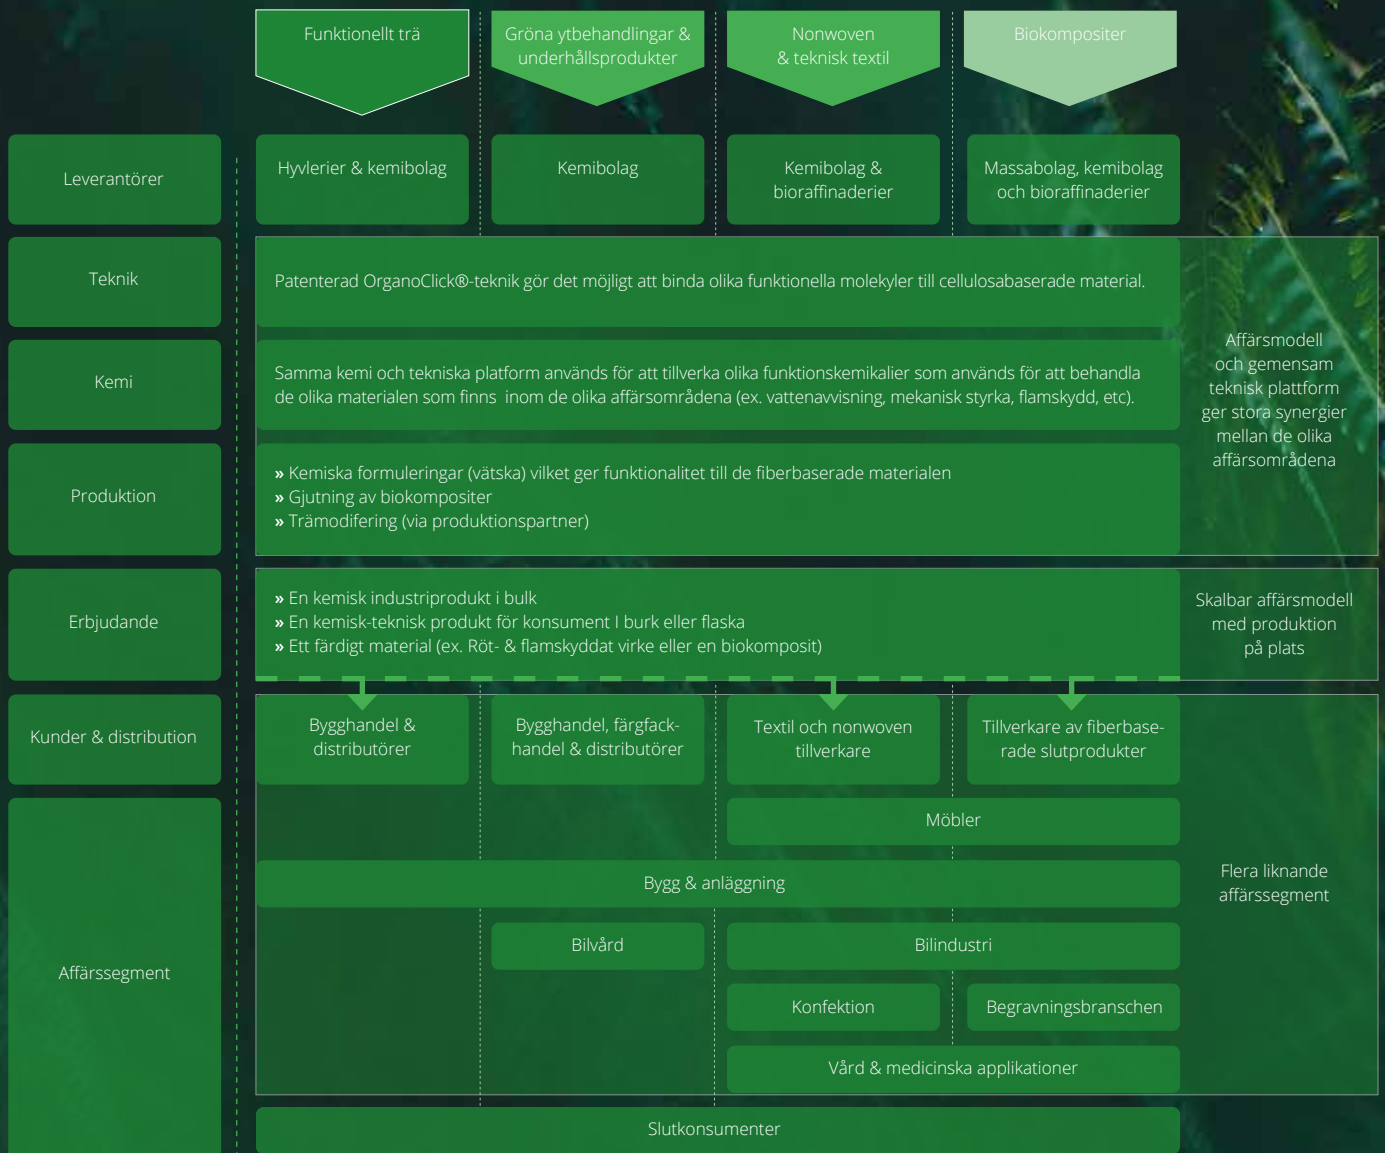 Funktionellt trä
Gröna ytbehandlingar &
underhållsprodukter
Nonwoven
& teknisk textil
Biokompositer
Leverantörer
Hyvlerier & kemibolag
Kemibolag
Kemibolag &
bioraffinaderier
Massabolag, kemibolag
och bioraffinaderier
Teknik
Patenterad OrganoClick®-teknik gör det möjligt att binda olika funktionella molekyler till cellulosabaserade material.
Kemi
Samma kemi och tekniska platform används för att tillverka olika funktionskemikalier som används för att behandla
de olika materialen som finns inom de olika affärsområdena (ex. vattenavvisning, mekanisk styrka, flamskydd, etc).
Produktion
» Kemiska formuleringar (vätska) vilket ger funktionalitet till de fiberbaserade materialen
» Gjutning av biokompositer
» Trämodifering (via produktionspartner)
Affärsmodell
och gemensam
teknisk plattform
ger stora synergier
mellan de olika
affärsområdena
Erbjudande
» En kemisk industriprodukt i bulk
» En kemisk-teknisk produkt för konsument I burk eller flaska
» Ett färdigt material (ex. Röt- & flamskyddat virke eller en biokomposit)
Skalbar affärsmodell
med produktion
på plats
Kunder & distribution
Bygghandel &
distributörer
Bygghandel, färgfack-
handel & distributörer
Textil och nonwoven
tillverkare
Tillverkare av fiberbase-
rade slutprodukter
Affärssegment
Möbler
Bygg & anläggning
Bilvård
Bilindustri
Konfektion
Begravningsbranschen
Vård & medicinska applikationer
Flera liknande
affärssegment
Slutkonsumenter